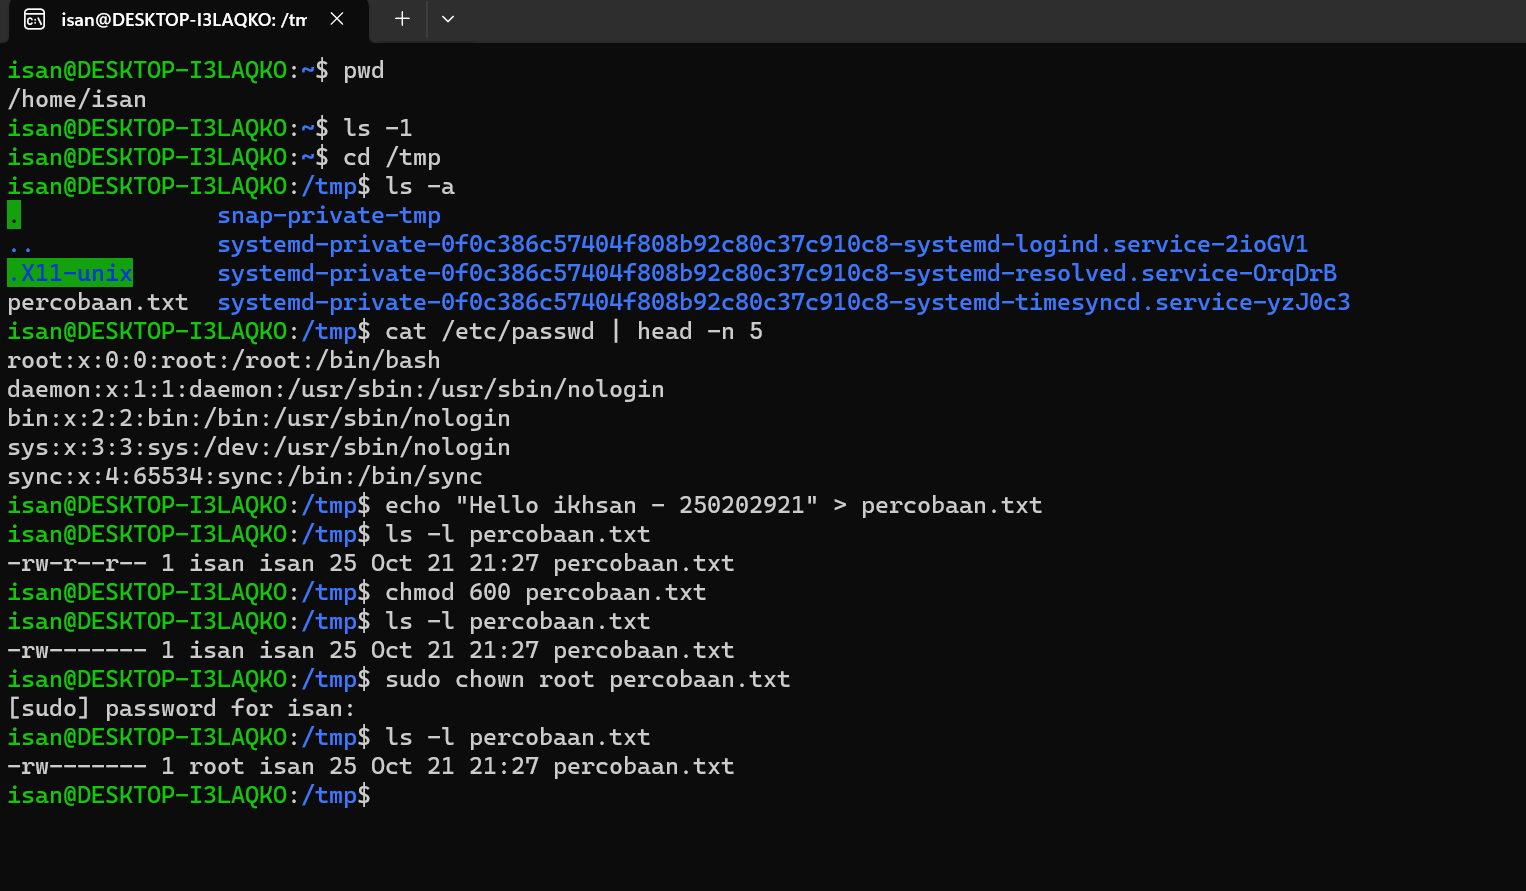 isan@DESKTOP-I3LAQKO: /tm
isan@DESKTOP-I3LAQKO:~$ pwd
/home/isan
isan@DESKTOP-I3LAQKO:~$ ls -1
isan@DESKTOP-I3LAQKO:~$ cd /tmp
isan@DESKTOP-I3LAQKO:/tmp$ ls -a
.              snap-private-tmp
..             systemd-private-0f0c386c57404f808b92c80c37c910c8-systemd-logind.service-2ioGV1
.X11-unix      systemd-private-0f0c386c57404f808b92c80c37c910c8-systemd-resolved.service-OrqDrB
percobaan.txt  systemd-private-0f0c386c57404f808b92c80c37c910c8-systemd-timesyncd.service-yzJ0c3
isan@DESKTOP-I3LAQKO:/tmp$ cat /etc/passwd | head -n 5
root:x:0:0:root:/root:/bin/bash
daemon:x:1:1:daemon:/usr/sbin:/usr/sbin/nologin
bin:x:2:2:bin:/bin:/usr/sbin/nologin
sys:x:3:3:sys:/dev:/usr/sbin/nologin
sync:x:4:65534:sync:/bin:/bin/sync
isan@DESKTOP-I3LAQKO:/tmp$ echo "Hello ikhsan - 250202921" > percobaan.txt
isan@DESKTOP-I3LAQKO:/tmp$ ls -l percobaan.txt
-rw-r--r-- 1 isan isan 25 Oct 21 21:27 percobaan.txt
isan@DESKTOP-I3LAQKO:/tmp$ chmod 600 percobaan.txt
isan@DESKTOP-I3LAQKO:/tmp$ ls -l percobaan.txt
-rw------- 1 isan isan 25 Oct 21 21:27 percobaan.txt
isan@DESKTOP-I3LAQKO:/tmp$ sudo chown root percobaan.txt
[sudo] password for isan:
isan@DESKTOP-I3LAQKO:/tmp$ ls -l percobaan.txt
-rw------- 1 root isan 25 Oct 21 21:27 percobaan.txt
isan@DESKTOP-I3LAQKO:/tmp$